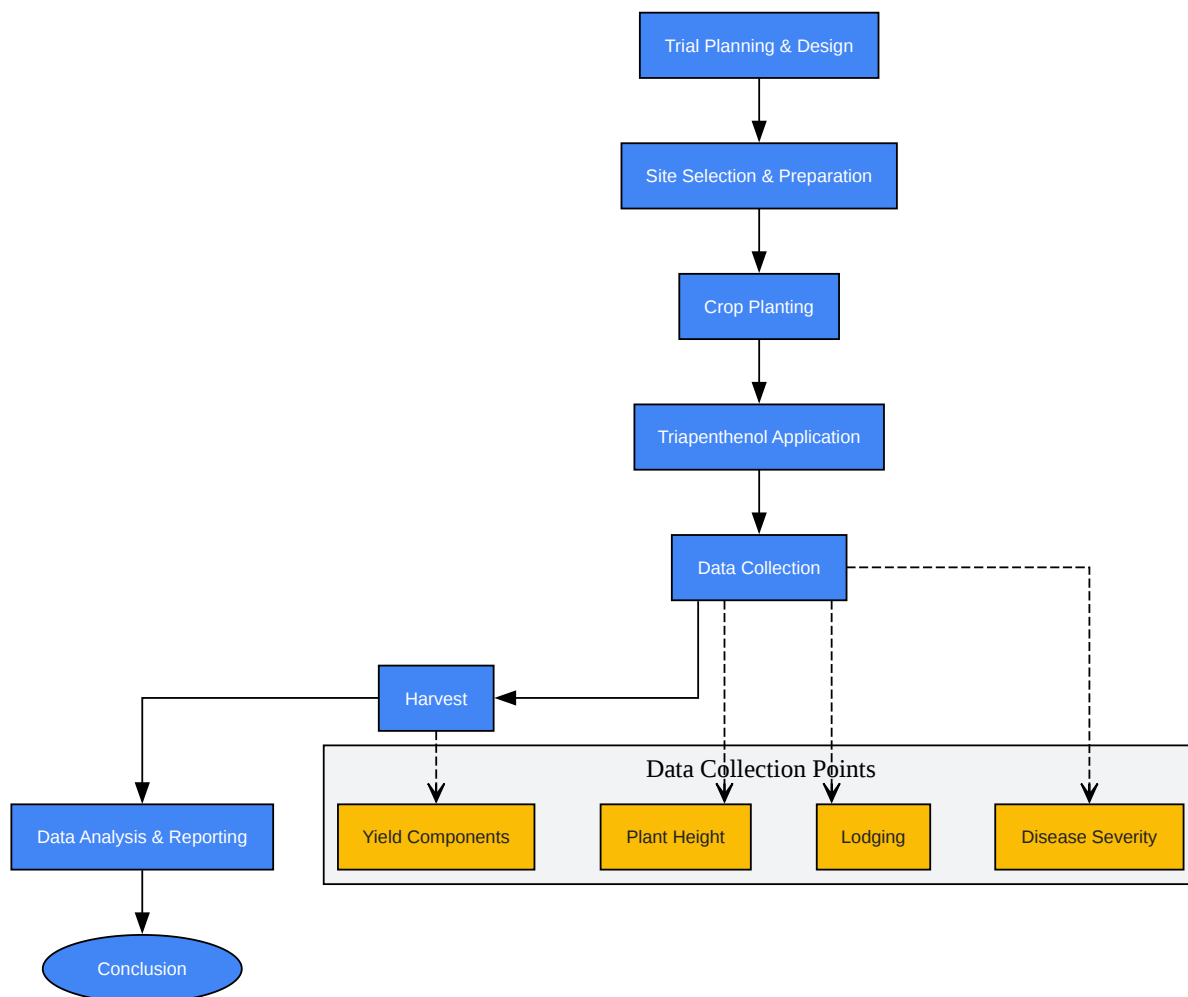 Trial Planning & Design
Site Selection & Preparation
Crop Planting
Triapenthenol Application
Data Collection
Harvest
Data Collection Points
Data Analysis & Reporting
Yield Components
Plant Height
Lodging
Disease Severity
Conclusion